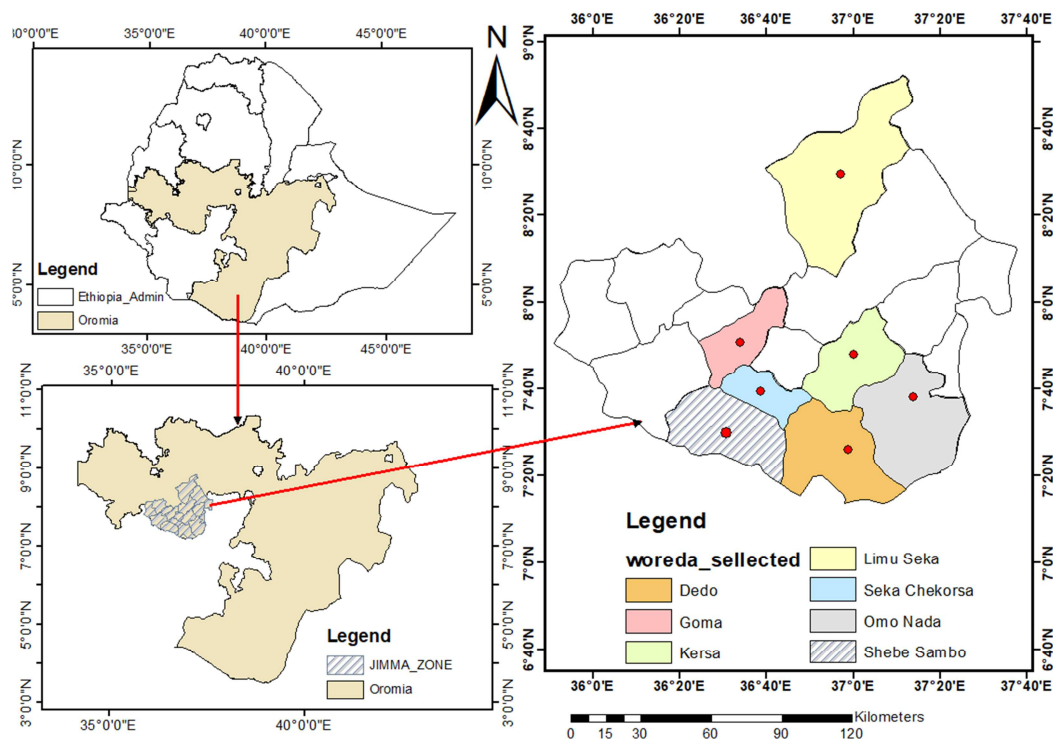 0°0'0"E 35°0'0"E 40°0'0"E 45°0'0"E
10°0'0"N
5°0'0"N
10°0'0"N
5°0'0"N
Legend
Ethiopia_Admin
Oromia
35°0'0"E 40°0'0"E 45°0'0"E
N
35°0'0"E 40°0'0"E
11°0'0"N
9°0'0"N
7°0'0"N
5°0'0"N
3°0'0"N
11°0'0"N
9°0'0"N
7°0'0"N
5°0'0"N
3°0'0"N
Legend
JIMMA_ZONE
Oromia
35°0'0"E 40°0'0"E
36°0'E 36°20'E 36°40'E 37°0'E 37°20'E 37°40'E
9°0'N
8°40'N
8°20'N
8°0'N
7°40'N
7°20'N
7°0'N
6°40'N
9°0'N
8°40'N
8°20'N
8°0'N
7°40'N
7°20'N
7°0'N
6°40'N
Legend
woreda_sellected
Dedo
Goma
Kersa
Limu Seka
Seka Chekorsa
Omo Nada
Shebe Sambo
36°0'E 36°20'E 36°40'E 37°0'E 37°20'E 37°40'E
Kilometers
0 15 30 60 90 120